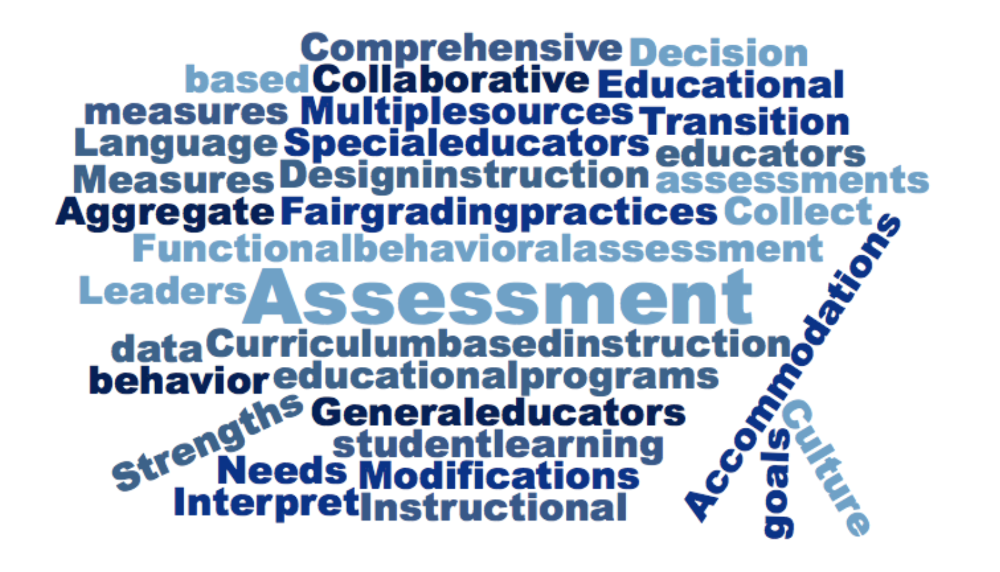 Comprehensive Decision
based Collaborative Educational
measures Multiplesources Transition
Language Specialeducators educators
Measures Designinstruction assessments
Aggregate Fairgradingpractices Collect
Functionalbehavioralassessment
Leaders Assessment
Accommodations
data Curriculumbasedinstruction
behavior educationalprograms
Strengths Generaleducators
studentlearning
Needs Modifications
Interpret Instructional
goals
Culture